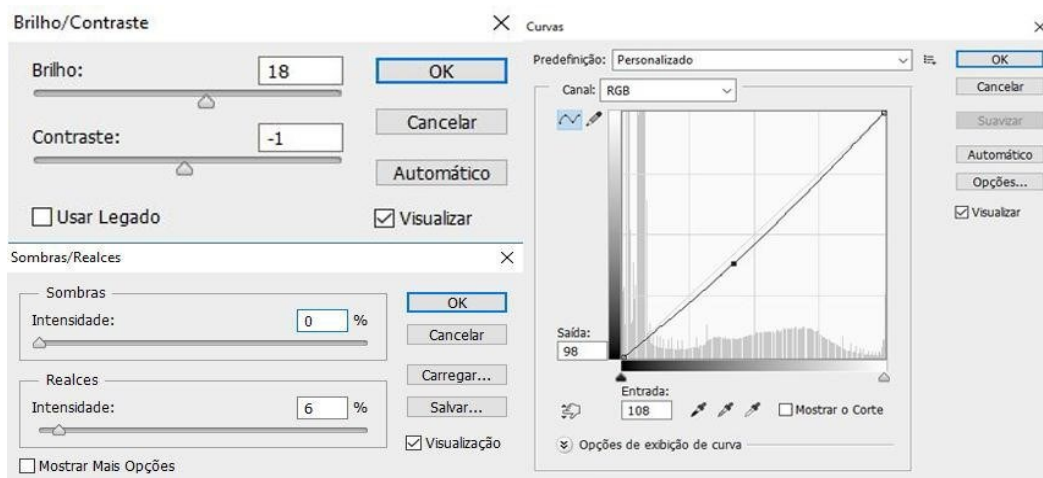 Brilho/Contraste
Brilho:
18
OK
Contraste:
-1
Cancelar
Automático
Usar Legado
Visualizar
Sombras/Realces
Sombras
Intensidade:
0 %
OK
Cancelar
Realces
Intensidade:
6 %
Carregar...
Salvar...
Visualização
Mostrar Mais Opções
Curvas
Predefinição: Personalizado
OK
Canal: RGB
Cancelar
Suavizar
Automático
Opções...
Visualizar
Saída:
98
Entrada:
108
Mostrar o Corte
Opções de exibição de curva